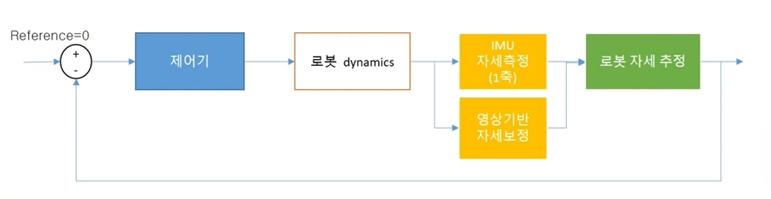 Reference=0
+
-
제어기
로봇 dynamics
IMU
자세측정
(1축)
영상기반
자세보정
로봇 자세 추정